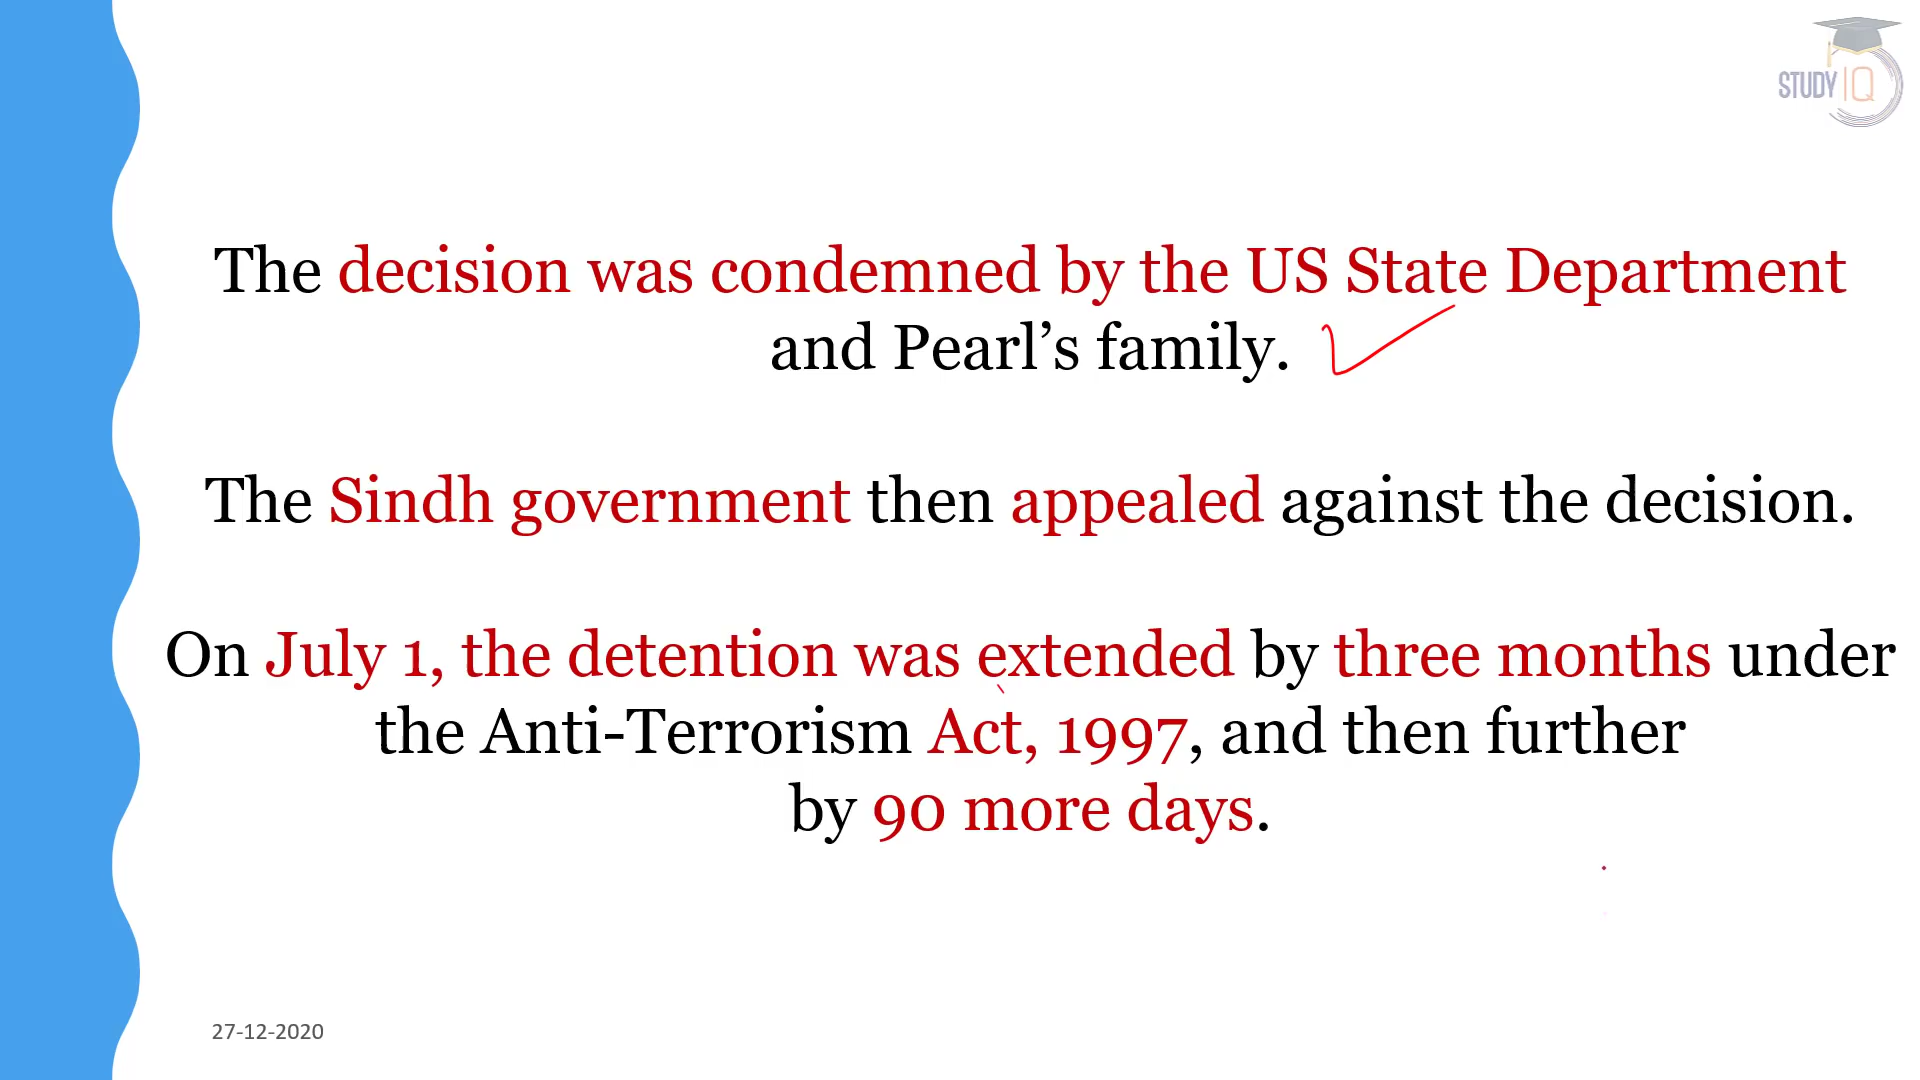 STUDY IQ
The decision was condemned by the US State Department
and Pearl’s family.
The Sindh government then appealed against the decision.
On July 1, the detention was extended by three months under
the Anti-Terrorism Act, 1997, and then further
by 90 more days.
27-12-2020